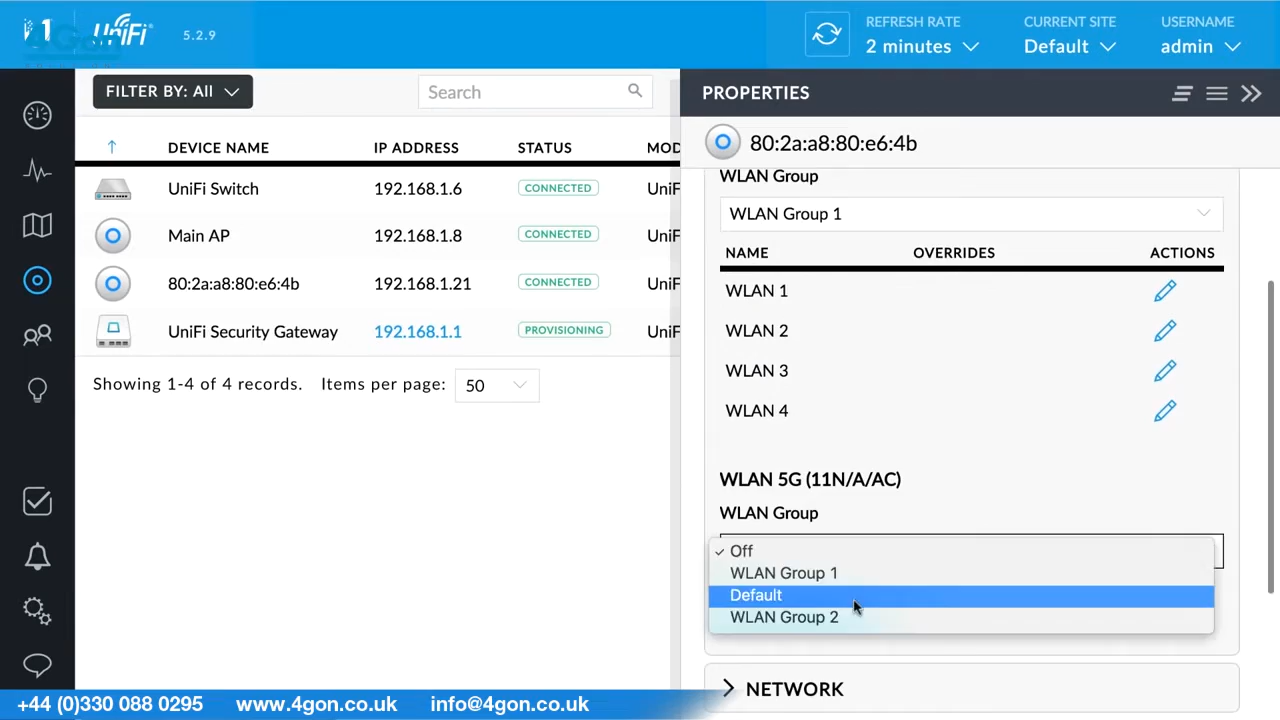 UniFi 5.2.9
REFRESH RATE
2 minutes
CURRENT SITE
Default
USERNAME
admin
4Gon
FILTER BY: All
Search
DEVICE NAME IP ADDRESS STATUS MOD
UniFi Switch 192.168.1.6 CONNECTED UniF
Main AP 192.168.1.8 CONNECTED UniF
80:2a:a8:80:e6:4b 192.168.1.21 CONNECTED UniF
UniFi Security Gateway 192.168.1.1 PROVISIONING UniF
Showing 1-4 of 4 records. Items per page: 50
PROPERTIES
80:2a:a8:80:e6:4b
WLAN Group
WLAN Group 1
NAME OVERRIDES ACTIONS
WLAN 1
WLAN 2
WLAN 3
WLAN 4
WLAN 5G (11N/A/AC)
WLAN Group
Off
WLAN Group 1
Default
WLAN Group 2
NETWORK
+44 (0)330 088 0295 www.4gon.co.uk info@4gon.co.uk